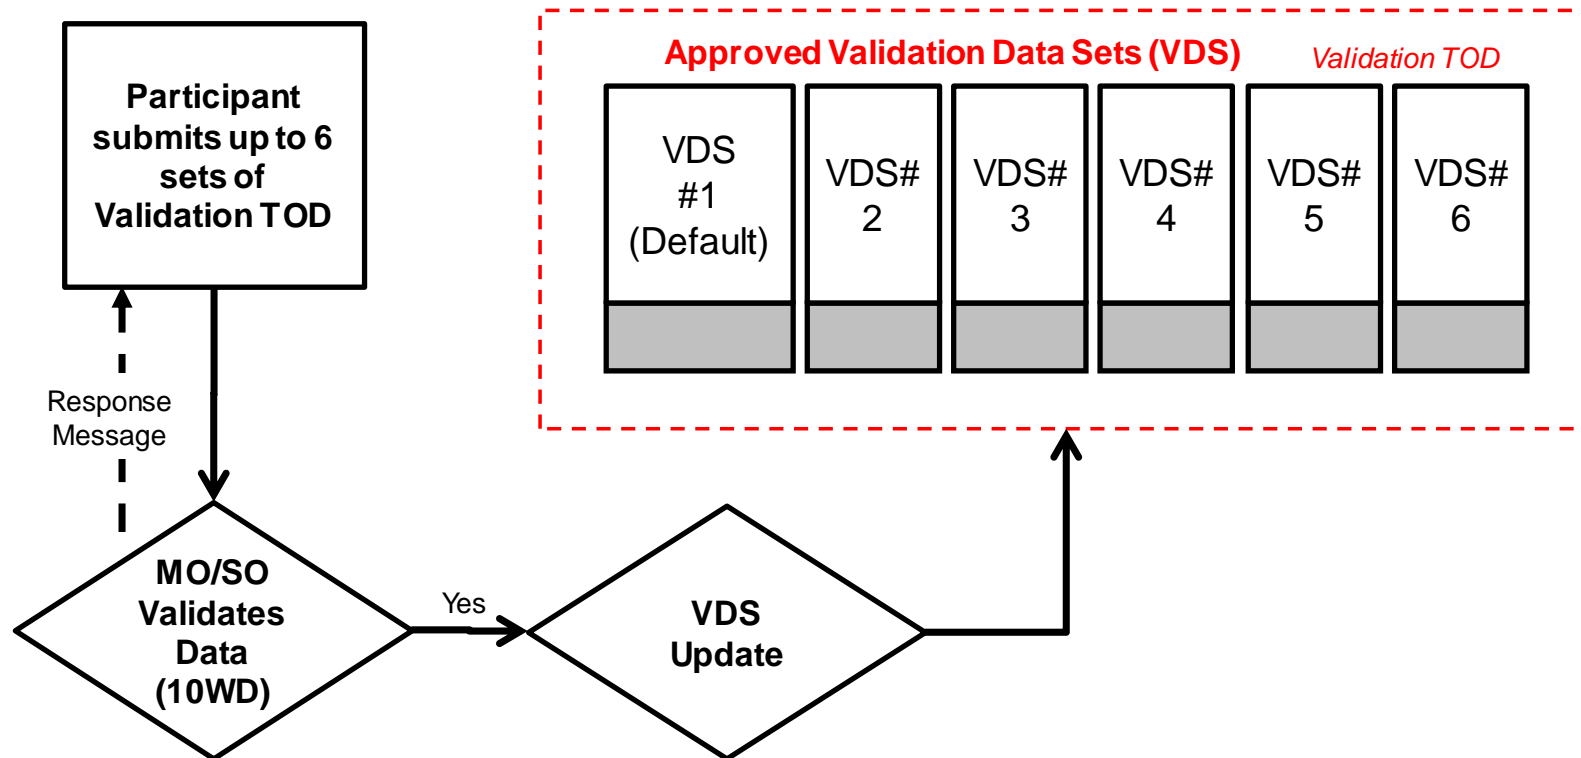 Participant
submits up to 6
sets of
Validation TOD
Approved Validation Data Sets (VDS)
Validation TOD
VDS
#1
(Default)
VDS#
2
VDS#
3
VDS#
4
VDS#
5
VDS#
6
Response
Message
MO/SO
Validates
Data
(10WD)
Yes
VDS
Update